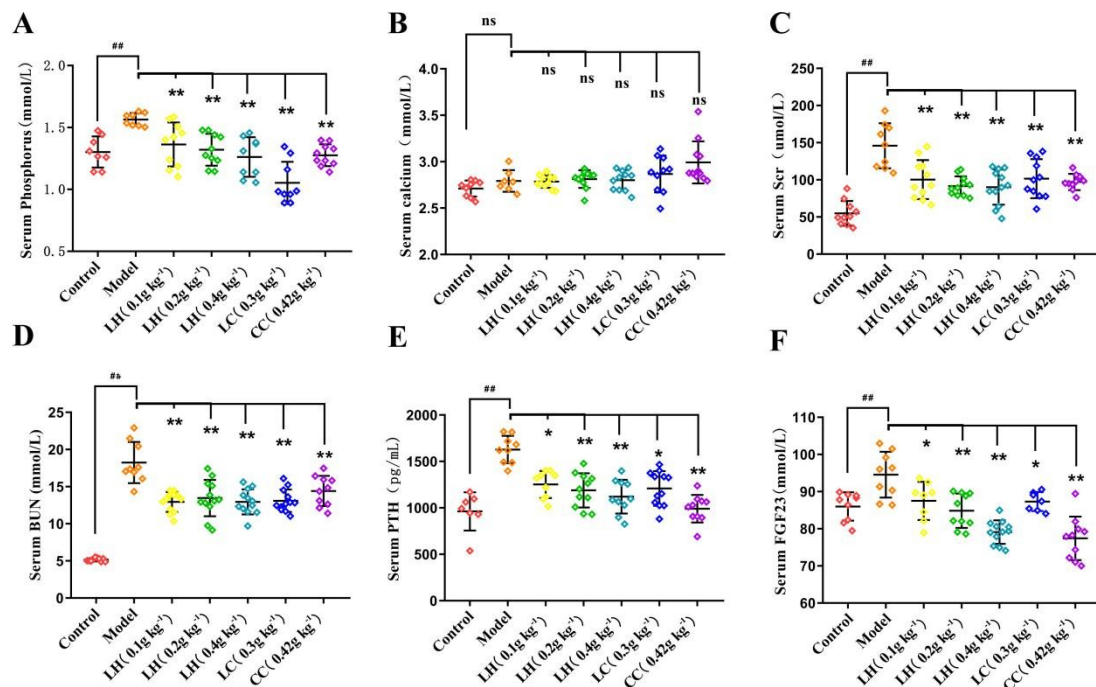 A
Serum Phosphorus (mmol/L)
2.0
1.5
1.0
0.5
##
**
**
**
**
**
Control
Model
LH( 0.1g kg⁻¹)
LH( 0.2g kg⁻¹)
LH( 0.4g kg⁻¹)
LC( 0.3g kg⁻¹)
CC( 0.42g kg⁻¹)
B
Serum calcium (mmol/L)
4.0
3.5
3.0
2.5
2.0
ns
ns
ns
ns
ns
ns
Control
Model
LH( 0.1g kg⁻¹)
LH( 0.2g kg⁻¹)
LH( 0.4g kg⁻¹)
LC( 0.3g kg⁻¹)
CC( 0.42g kg⁻¹)
C
Serum Scr (umol/L)
250
200
150
100
50
0
##
**
**
**
**
**
Control
Model
LH( 0.1g kg⁻¹)
LH( 0.2g kg⁻¹)
LH( 0.4g kg⁻¹)
LC( 0.3g kg⁻¹)
CC( 0.42g kg⁻¹)
D
Serum BUN (mmol/L)
25
20
15
10
5
0
##
**
**
**
**
**
Control
Model
LH( 0.1g kg⁻¹)
LH( 0.2g kg⁻¹)
LH( 0.4g kg⁻¹)
LC( 0.3g kg⁻¹)
CC( 0.42g kg⁻¹)
E
Serum PTH (pg/mL)
2000
1500
1000
500
0
##
*
**
**
*
**
Control
Model
LH( 0.1g kg⁻¹)
LH( 0.2g kg⁻¹)
LH( 0.4g kg⁻¹)
LC( 0.3g kg⁻¹)
CC( 0.42g kg⁻¹)
F
Serum FGF23(mmol/L)
110
100
90
80
70
60
##
*
**
**
*
**
Control
Model
LH( 0.1g kg⁻¹)
LH( 0.2g kg⁻¹)
LH( 0.4g kg⁻¹)
LC( 0.3g kg⁻¹)
CC( 0.42g kg⁻¹)